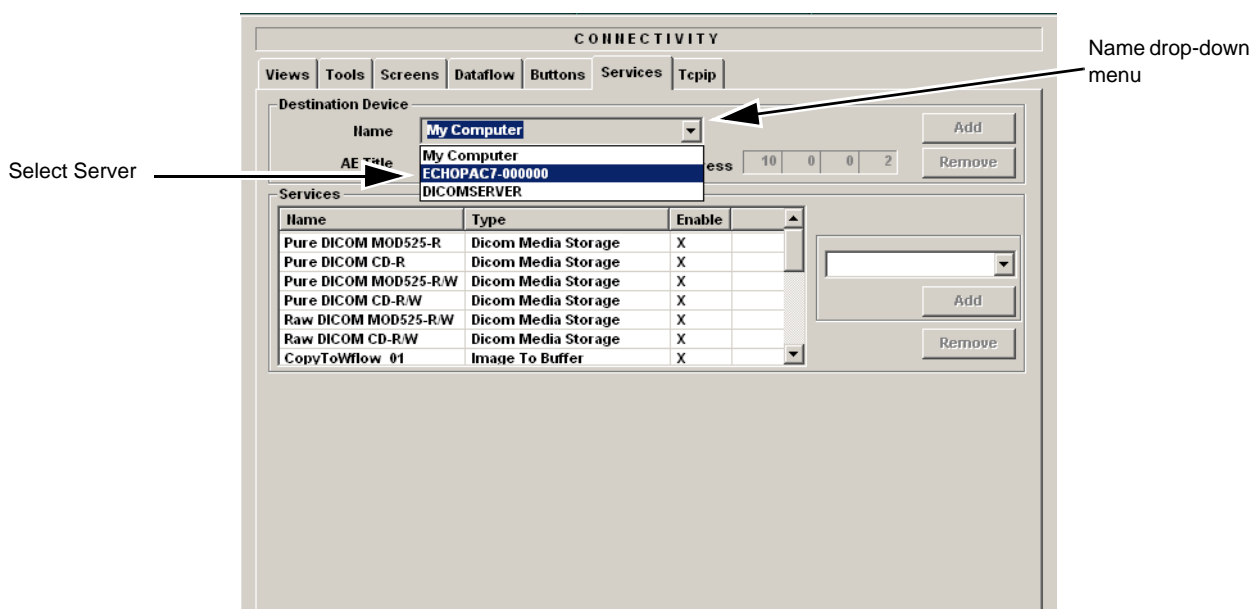 CONNECTIVITY
Name drop-down
menu
Views Tools Screens Dataflow Buttons Services Tcpip
Destination Device
Name My Computer Add
AE Title My Computer ess 10 0 0 2 Remove
Select Server
ECHOPAC7-000000
DICOMSERVER
Services
Name Type Enable
Pure DICOM MOD525-R Dicom Media Storage X
Pure DICOM CD-R Dicom Media Storage X
Pure DICOM MOD525-R/W Dicom Media Storage X
Pure DICOM CD-R/W Dicom Media Storage X
Add
Raw DICOM MOD525-R/W Dicom Media Storage X
Raw DICOM CD-R/W Dicom Media Storage X
Remove
CopyToWflow 01 Image To Buffer X